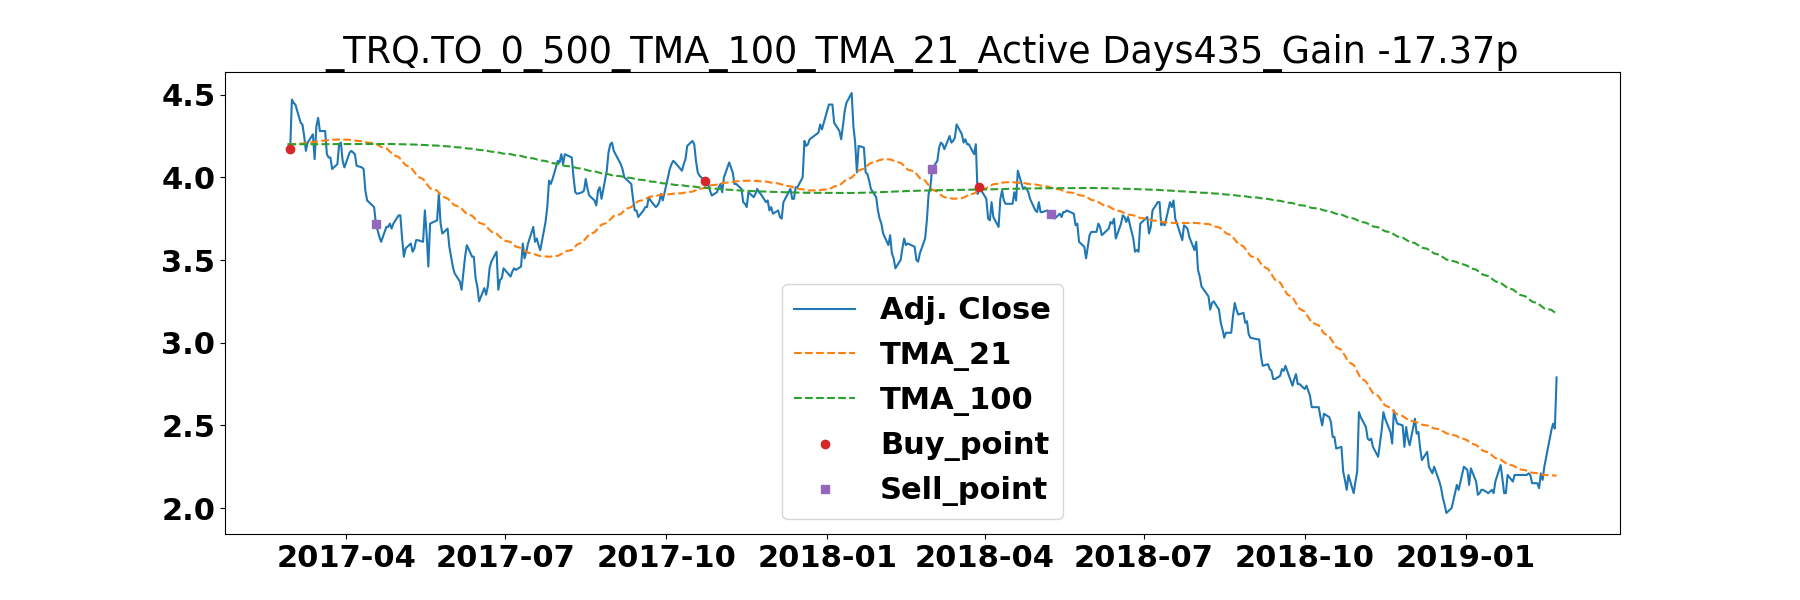 _TRQ.TO_0_500_TMA_100_TMA_21_Active Days435_Gain -17.37p
4.5
4.0
3.5
3.0
2.5
2.0
Adj. Close
TMA_21
TMA_100
Buy_point
Sell_point
2017-04 2017-07 2017-10 2018-01 2018-04 2018-07 2018-10 2019-01